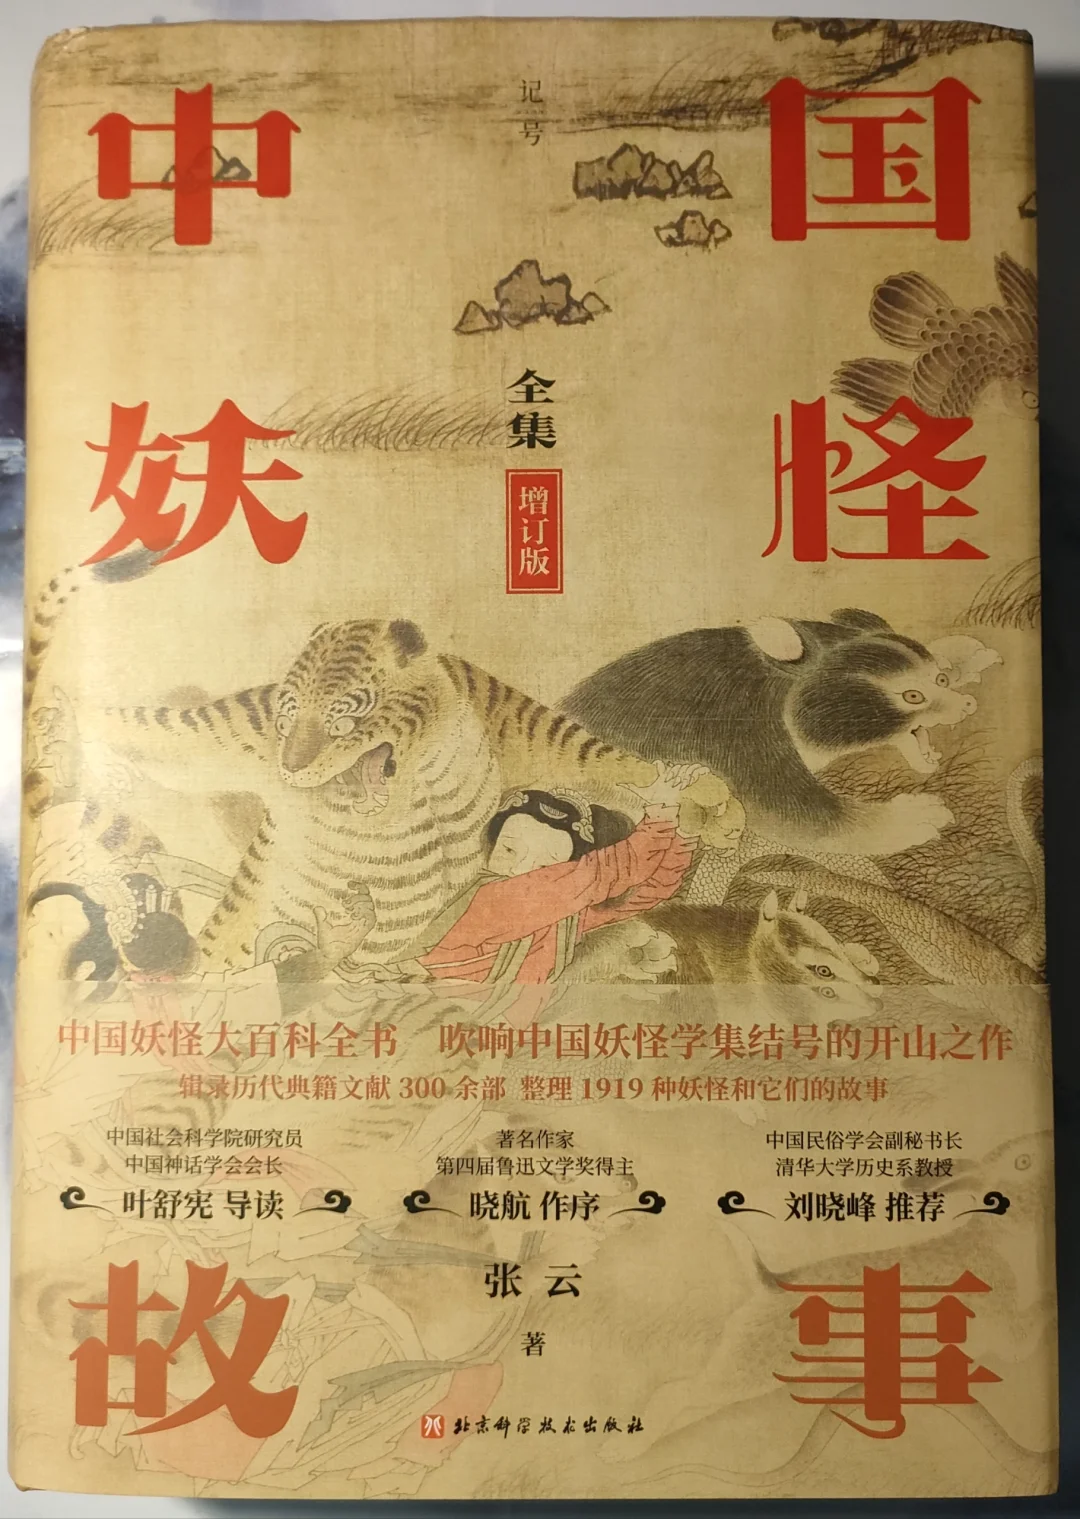 中国
记号
妖怪
全集
增订版
中国妖怪大百科全书 吹响中国妖怪学集结号的开山之作
辑录历代典籍文献 300 余部 整理 1919 种妖怪和它们的故事
中国社会科学院研究员
中国神话学会会长
叶舒宪 导读
著名作家
第四届鲁迅文学奖得主
晓航 作序
中国民俗学会副秘书长
清华大学历史系教授
刘晓峰 推荐
故事
张云
著
北京科学技术出版社